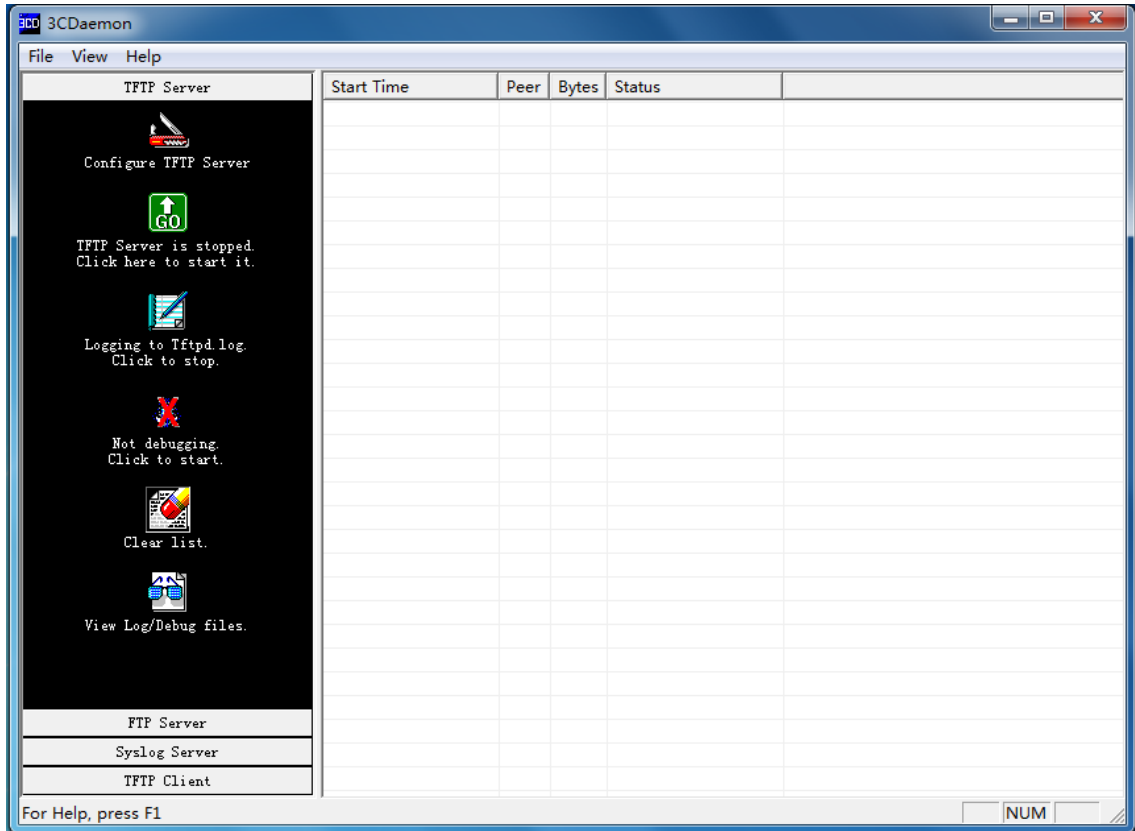 3CD 3CDaemon
File View Help
TFTP Server
Start Time Peer Bytes Status
Configure TFTP Server
GO
TFTP Server is stopped.
Click here to start it.
Logging to Tftpd.log.
Click to stop.
Not debugging.
Click to start.
Clear list.
View Log/Debug files.
FTP Server
Syslog Server
TFTP Client
For Help, press F1
NUM